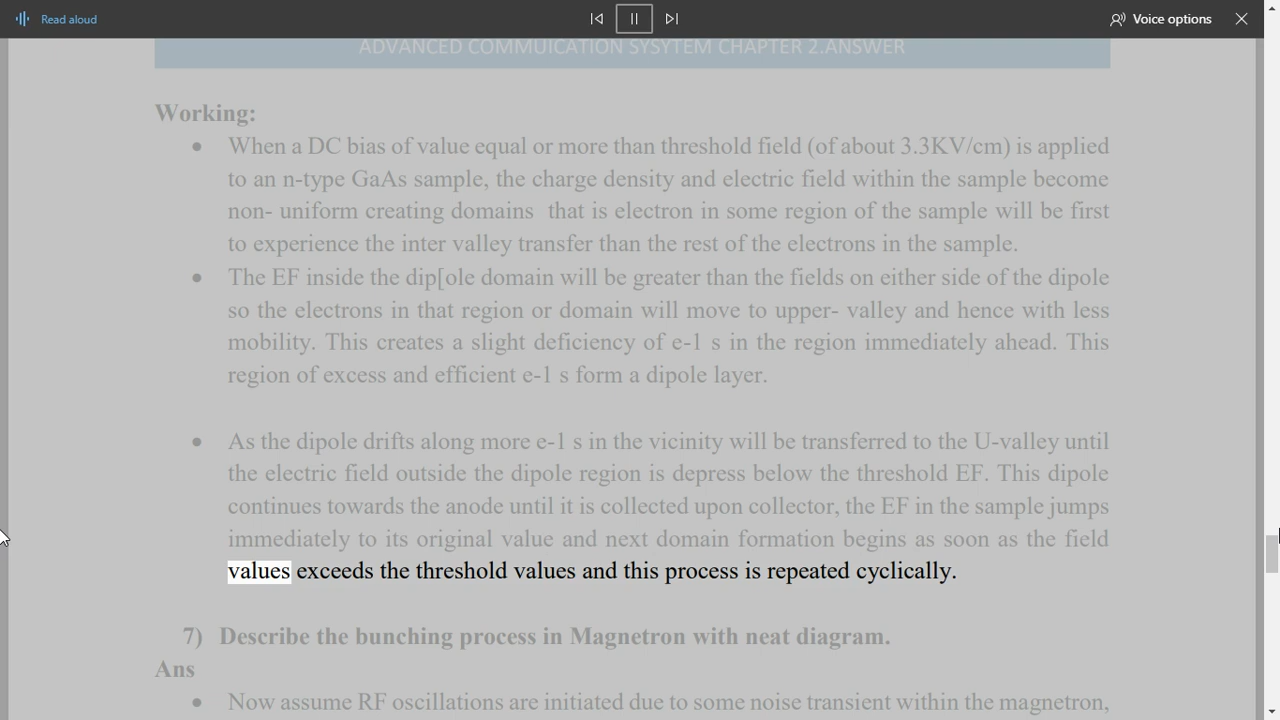 Read aloud
Voice options
ADVANCED COMMUICATION SYSYTEM CHAPTER 2.ANSWER
Working:
• When a DC bias of value equal or more than threshold field (of about 3.3KV/cm) is applied
to an n-type GaAs sample, the charge density and electric field within the sample become
non- uniform creating domains that is electron in some region of the sample will be first
to experience the inter valley transfer than the rest of the electrons in the sample.
• The EF inside the dip[ole domain will be greater than the fields on either side of the dipole
so the electrons in that region or domain will move to upper- valley and hence with less
mobility. This creates a slight deficiency of e-1 s in the region immediately ahead. This
region of excess and efficient e-1 s form a dipole layer.
• As the dipole drifts along more e-1 s in the vicinity will be transferred to the U-valley until
the electric field outside the dipole region is depress below the threshold EF. This dipole
continues towards the anode until it is collected upon collector, the EF in the sample jumps
immediately to its original value and next domain formation begins as soon as the field
values exceeds the threshold values and this process is repeated cyclically.
7) Describe the bunching process in Magnetron with neat diagram.
Ans
• Now assume RF oscillations are initiated due to some noise transient within the magnetron,